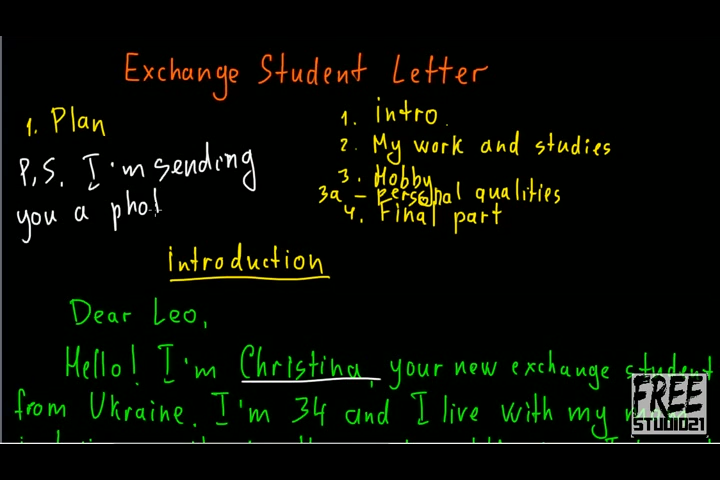 Exchange Student Letter
1. Plan
P.S. I'm sending
you a phot
1. intro.
2. My work and studies
3. Hobby
3a - personal qualities
4. Final part
introduction
Dear Leo,
Hello! I'm Christina, your new exchange student
from Ukraine. I'm 34 and I live with my
FREE
STUDIO21